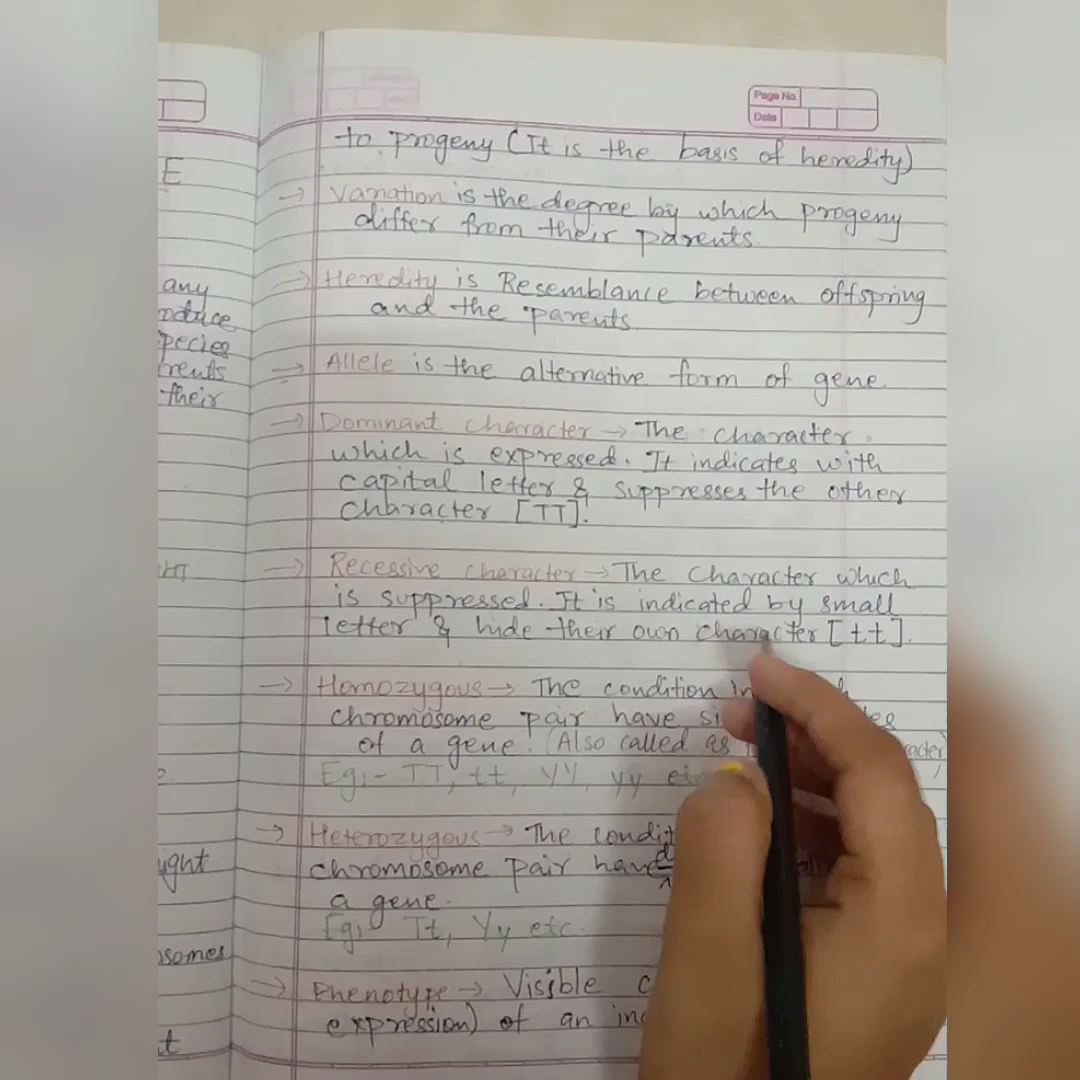 Page No.
Date
to progeny (It is the basis of heredity)
→ Variation is the degree by which progeny
differ from their parents.
→ Heredity is Resemblance between offspring
and the parents
→ Allele is the alternative form of gene
→ Dominant character → The character
which is expressed. It indicates with
capital letter & suppresses the other
character [TT].
→ Recessive character → The character which
is suppressed. It is indicated by small
letter & hide their own character [tt].
→ Homozygous → The condition in
chromosome pair have
of a gene. (Also called as
Eg:- TT, tt, YY, yy etc
→ Heterozygous → The
chromosome pair have
a gene.
Eg:- Tt, Yy etc.
→ Phenotype → Visible
expression) of an
E
any
species
their
ght